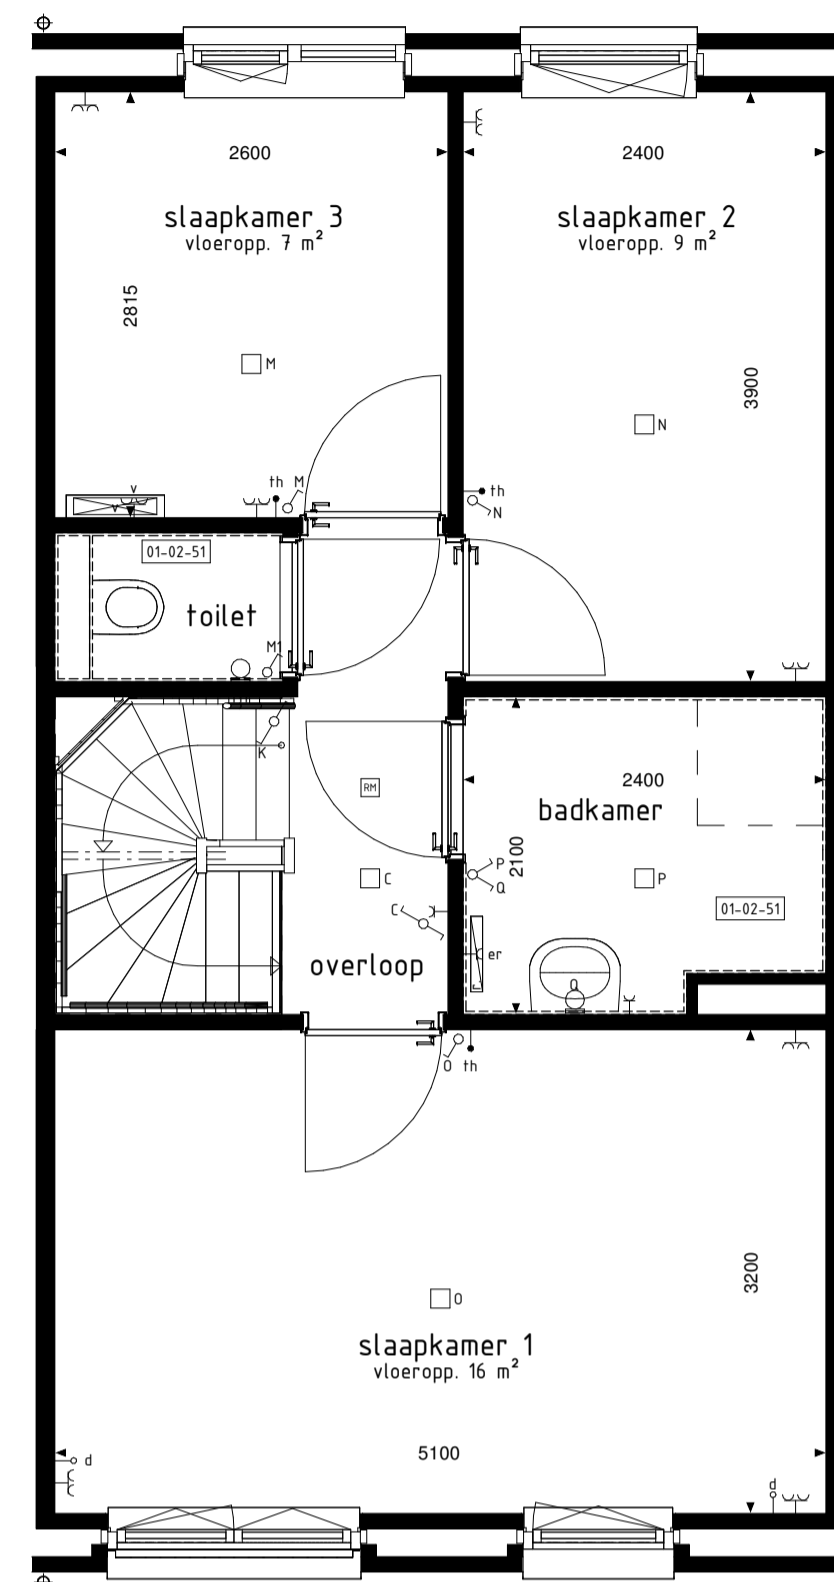 2600
2400
slaapkamer 3
vloeropp. 7 m²
slaapkamer 2
vloeropp. 9 m²
2815
3900
M
N
v
v
th M
th
N
01-02-51
toilet
M1
K
RM
2400
badkamer
2100
C
P
Q
P
C
01-02-51
er
overloop
Q
O th
3200
O
slaapkamer 1
vloeropp. 16 m²
5100
d
d